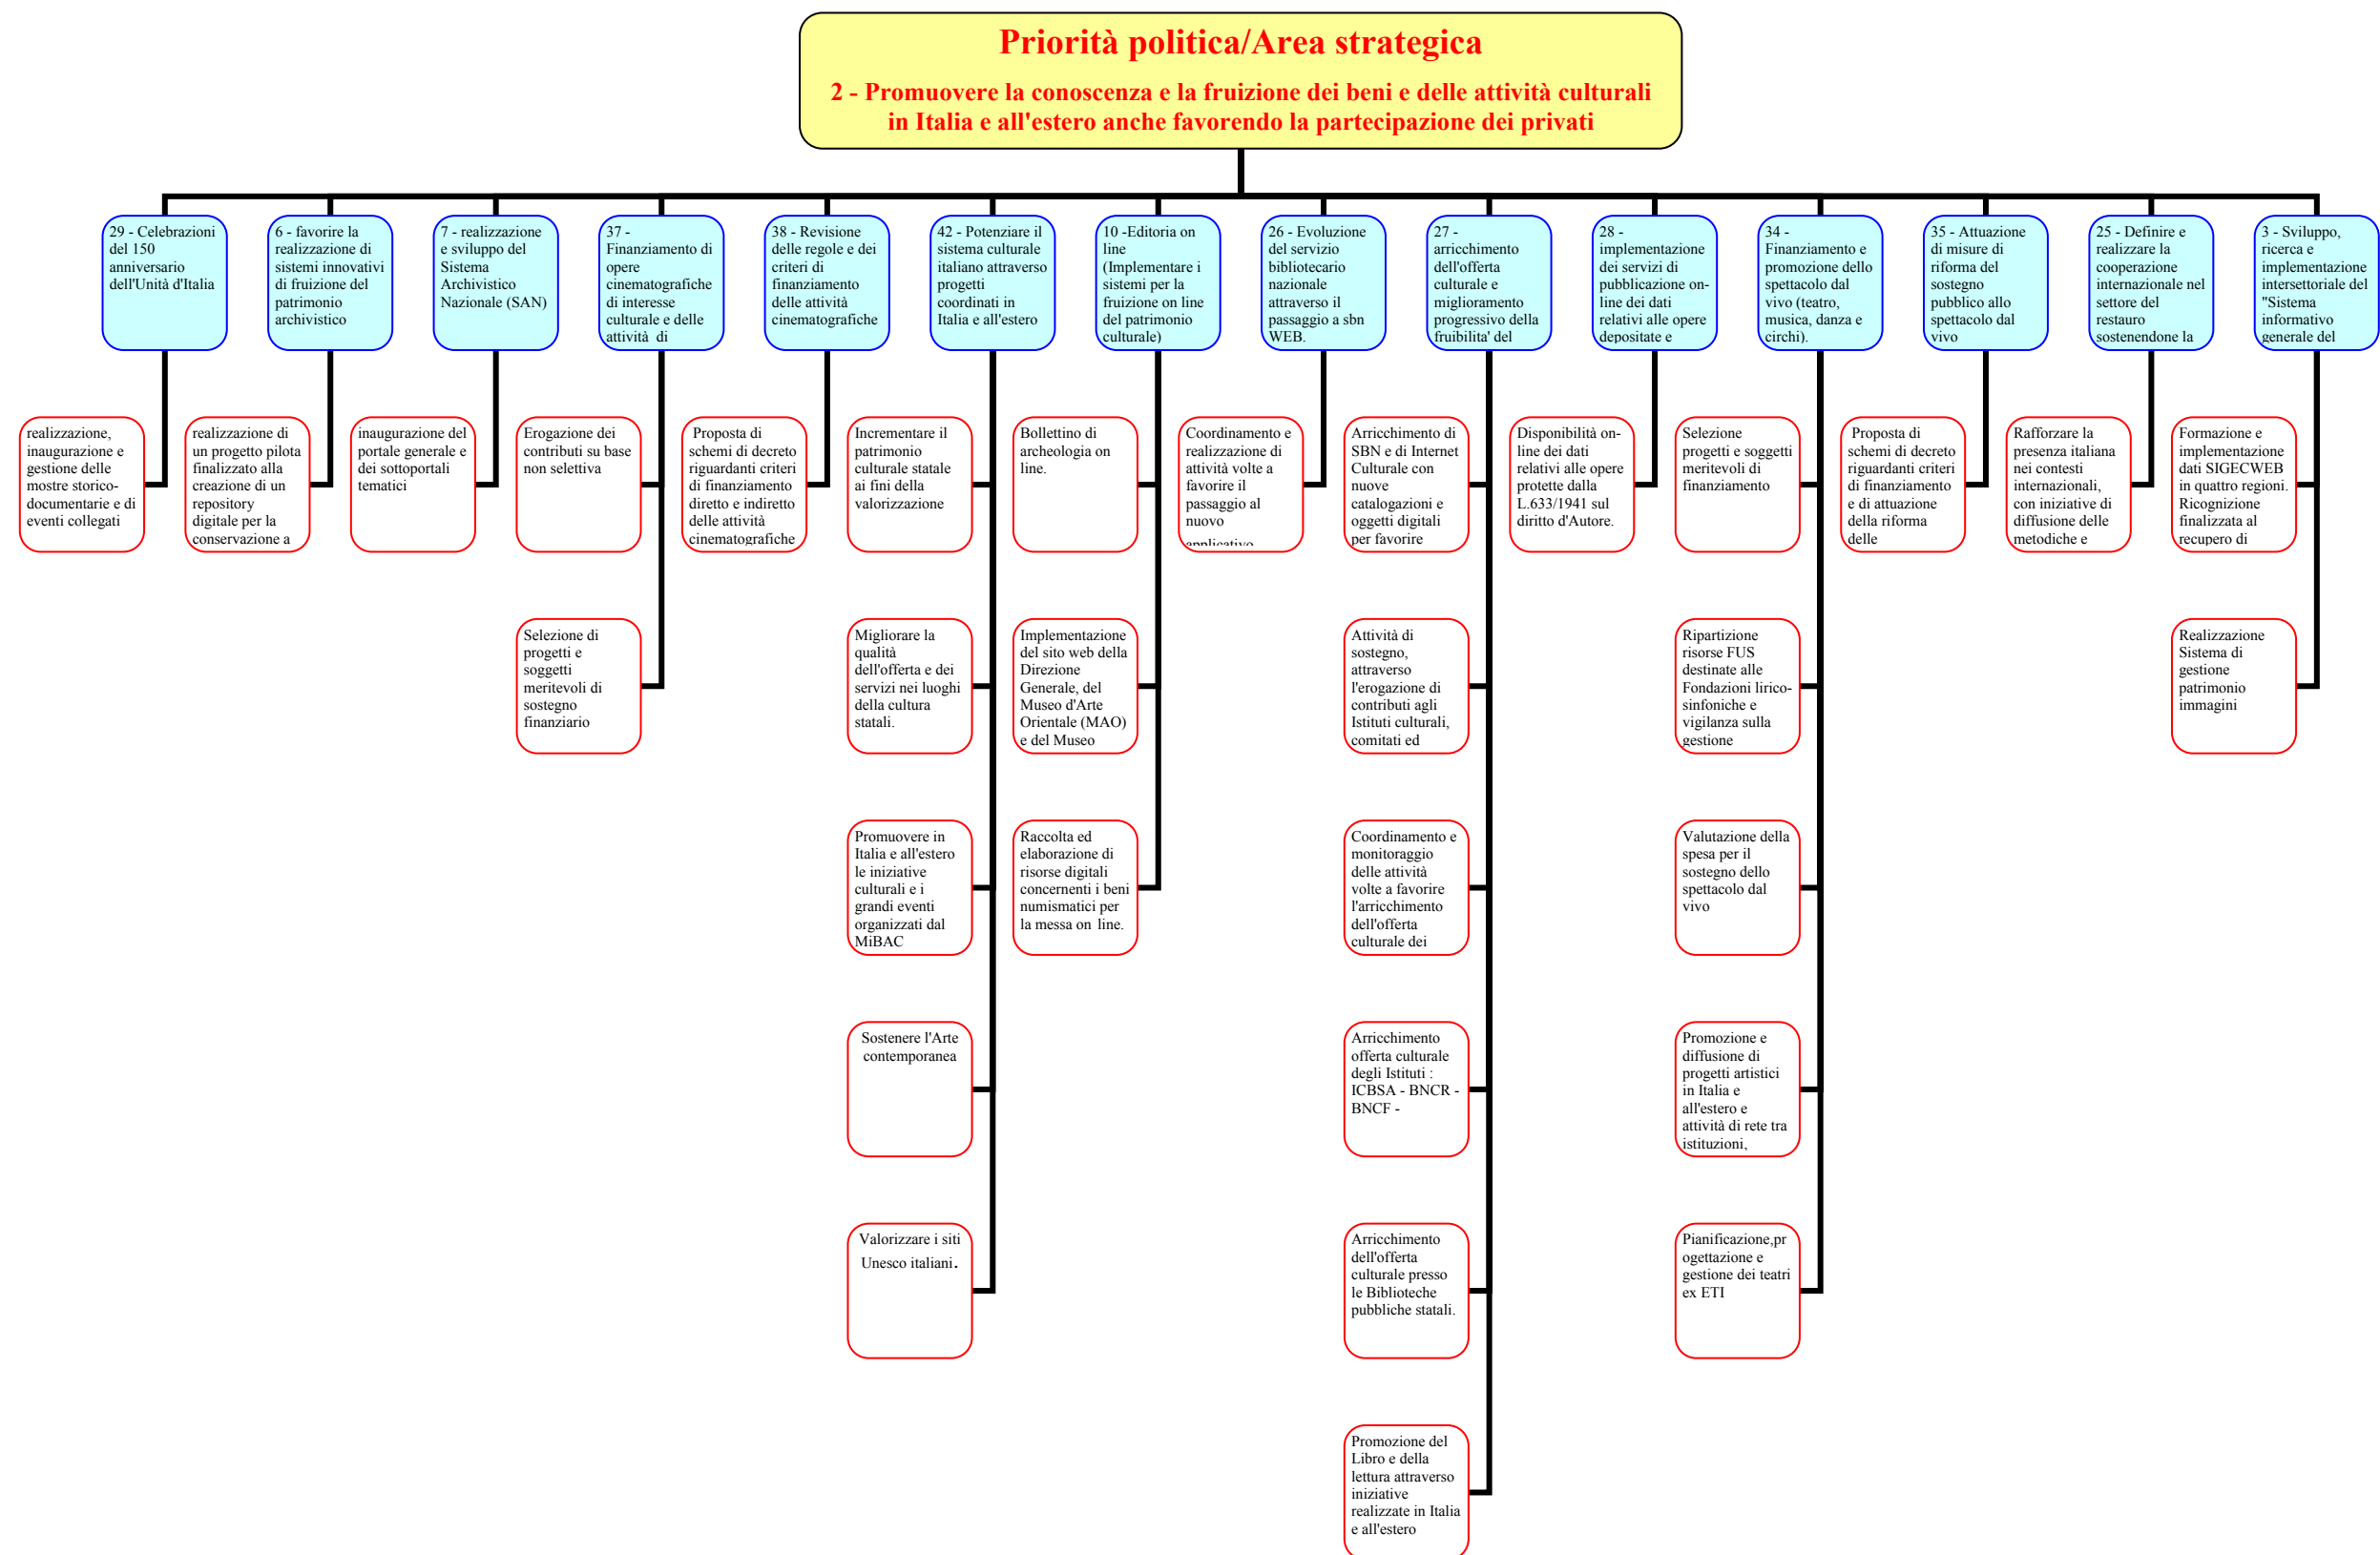 Priorità politica/Area strategica
2 - Promuovere la conoscenza e la fruizione dei beni e delle attività culturali
in Italia e all'estero anche favorendo la partecipazione dei privati
29 - Celebrazioni
del 150
anniversario
dell'Unità d'Italia
6 - favorire la
realizzazione di
sistemi innovativi
di fruizione del
patrimonio
archivistico
7 - realizzazione
e sviluppo del
Sistema
Archivistico
Nazionale (SAN)
37 -
Finanziamento di
opere
cinematografiche
di interesse
culturale e delle
attività di
38 - Revisione
delle regole e dei
criteri di
finanziamento
delle attività
cinematografiche
42 - Potenziare il
sistema culturale
italiano attraverso
progetti
coordinati in
Italia e all'estero
10 -Editoria on
line
(Implementare i
sistemi per la
fruizione on line
del patrimonio
culturale)
26 - Evoluzione
del servizio
bibliotecario
nazionale
attraverso il
passaggio a sbn
WEB.
27 -
arricchimento
dell'offerta
culturale e
miglioramento
progressivo della
fruibilita' del
28 -
implementazione
dei servizi di
pubblicazione on-
line dei dati
relativi alle opere
depositate e
34 -
Finanziamento e
promozione dello
spettacolo dal
vivo (teatro,
musica, danza e
circhi).
35 - Attuazione
di misure di
riforma del
sostegno
pubblico allo
spettacolo dal
vivo
25 - Definire e
realizzare la
cooperazione
internazionale nel
settore del
restauro
sostenendone la
3 - Sviluppo,
ricerca e
implementazione
intersettoriale del
"Sistema
informativo
generale del
realizzazione,
inaugurazione e
gestione delle
mostre storico-
documentarie e di
eventi collegati
realizzazione di
un progetto pilota
finalizzato alla
creazione di un
repository
digitale per la
conservazione a
inaugurazione del
portale generale e
dei sottoportali
tematici
Erogazione dei
contributi su base
non selettiva
Proposta di
schemi di decreto
riguardanti criteri
di finanziamento
diretto e indiretto
delle attività
cinematografiche
Incrementare il
patrimonio
culturale statale
ai fini della
valorizzazione
Bollettino di
archeologia on
line.
Coordinamento e
realizzazione di
attività volte a
favorire il
passaggio al
nuovo
applicativo
Arricchimento di
SBN e di Internet
Culturale con
nuove
catalogazioni e
oggetti digitali
per favorire
Disponibilità on-
line dei dati
relativi alle opere
protette dalla
L.633/1941 sul
diritto d'Autore.
Selezione
progetti e soggetti
meritevoli di
finanziamento
Proposta di
schemi di decreto
riguardanti criteri
di finanziamento
e di attuazione
della riforma
delle
Rafforzare la
presenza italiana
nei contesti
internazionali,
con iniziative di
diffusione delle
metodiche e
Formazione e
implementazione
dati SIGECWEB
in quattro regioni.
Ricognizione
finalizzata al
recupero di
Selezione di
progetti e
soggetti
meritevoli di
sostegno
finanziario
Migliorare la
qualità
dell'offerta e dei
servizi nei luoghi
della cultura
statali.
Implementazione
del sito web della
Direzione
Generale, del
Museo d'Arte
Orientale (MAO)
e del Museo
Attività di
sostegno,
attraverso
l'erogazione di
contributi agli
Istituti culturali,
comitati ed
Ripartizione
risorse FUS
destinate alle
Fondazioni lirico-
sinfoniche e
vigilanza sulla
gestione
Realizzazione
Sistema di
gestione
patrimonio
immagini
Promuovere in
Italia e all'estero
le iniziative
culturali e i
grandi eventi
organizzati dal
MiBAC
Raccolta ed
elaborazione di
risorse digitali
concernenti i beni
numismatici per
la messa on line.
Coordinamento e
monitoraggio
delle attività
volte a favorire
l'arricchimento
dell'offerta
culturale dei
Valutazione della
spesa per il
sostegno dello
spettacolo dal
vivo
Sostenere l'Arte
contemporanea
Arricchimento
offerta culturale
degli Istituti :
ICBSA - BNCR -
BNCF -
Promozione e
diffusione di
progetti artistici
in Italia e
all'estero e
attività di rete tra
istituzioni,
Valorizzare i siti
Unesco italiani.
Arricchimento
dell'offerta
culturale presso
le Biblioteche
pubbliche statali.
Pianificazione,pr
ogettazione e
gestione dei teatri
ex ETI
Promozione del
Libro e della
lettura attraverso
iniziative
realizzate in Italia
e all'estero